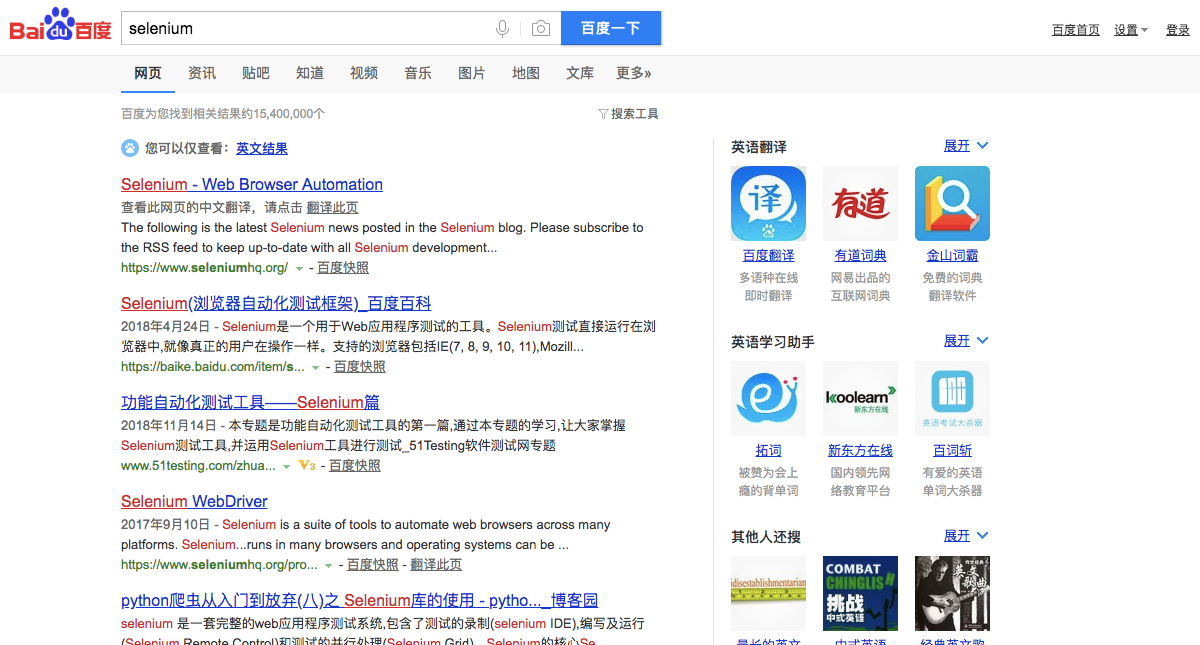 Bai du 百度
selenium
百度一下
百度首页 设置 登录
网页 资讯 贴吧 知道 视频 音乐 图片 地图 文库 更多»
百度为您找到相关结果约15,400,000个
搜索工具
您可以仅查看：英文结果
Selenium - Web Browser Automation
查看此网页的中文翻译，请点击 翻译此页
The following is the latest Selenium news posted in the Selenium blog. Please subscribe to
the RSS feed to keep up-to-date with all Selenium development...
https://www.seleniumhq.org/ - 百度快照
Selenium(浏览器自动化测试框架)_百度百科
2018年4月24日 - Selenium是一个用于Web应用程序测试的工具。Selenium测试直接运行在浏
览器中,就像真正的用户在操作一样。支持的浏览器包括IE(7, 8, 9, 10, 11),Mozill...
https://baike.baidu.com/item/s... - 百度快照
功能自动化测试工具——Selenium篇
2018年11月14日 - 本专题是功能自动化测试工具的第一篇,通过本专题的学习,让大家掌握
Selenium测试工具,并运用Selenium工具进行测试_51Testing软件测试网专题
www.51testing.com/zhua... V3 - 百度快照
Selenium WebDriver
2017年9月10日 - Selenium is a suite of tools to automate web browsers across many
platforms. Selenium...runs in many browsers and operating systems can be ...
https://www.seleniumhq.org/pro... - 百度快照 - 翻译此页
python爬虫从入门到放弃(八)之 Selenium库的使用 - pytho..._博客园
selenium 是一套完整的web应用程序测试系统,包含了测试的录制(selenium IDE),编写及运行
(Selenium Remote Control)和测试的并行处理(Selenium Grid)。Selenium的核心Se
英语翻译 展开
译
有道
百度翻译 有道词典 金山词霸
多语种在线 网易出品的 免费的词典
即时翻译 互联网词典 翻译软件
英语学习助手 展开
koolearn
新东方在线
英语考试大杀器
拓词 新东方在线 百词斩
被赞为会上 国内领先网 有爱的英语
瘾的背单词 络教育平台 单词大杀器
其他人还搜 展开
idisestablishmentarian
COMBAT
CHINGLISH
挑战
中式英语
英文
歌曲
最长的英文 中式英语 经典英文歌